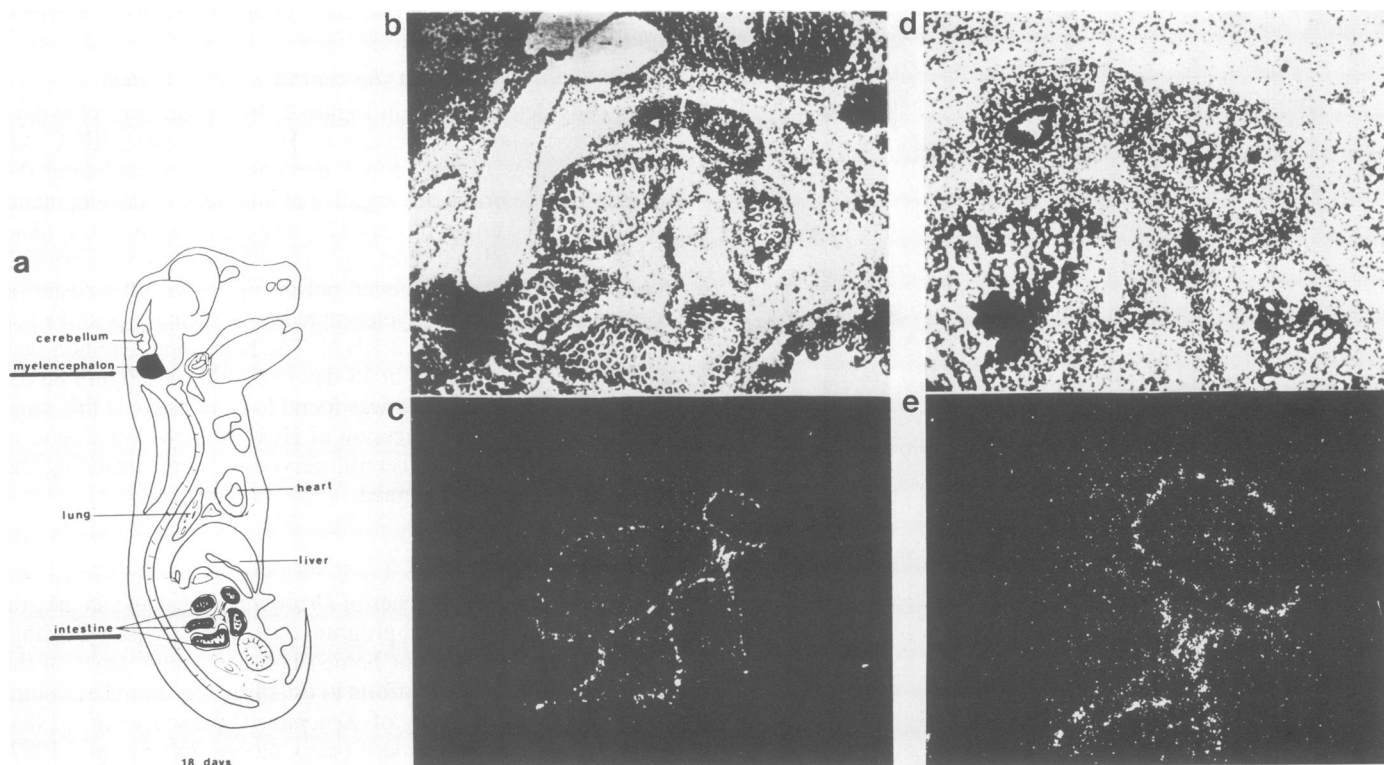 a
b
c
d
e
cerebellum
myelencephalon
heart
lung
liver
intestine
18 days